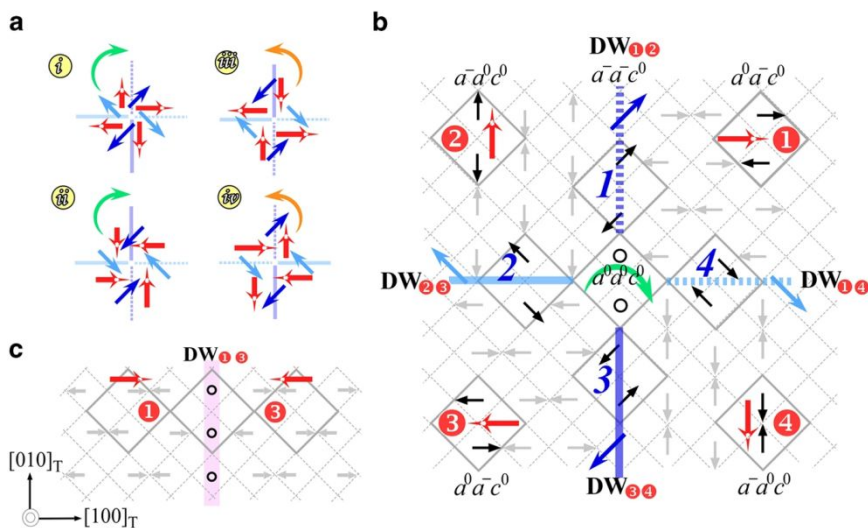 a
i
iii
ii
iv
b
DW❶❷
a⁻a⁰c⁰
a⁻a⁻c⁰
a⁰a⁻c⁰
❷
❶
1
2
4
DW❷❸
a⁰a⁰c⁰
DW❶❹
3
❸
❹
a⁰a⁻c⁰
DW❸❹
a⁻a⁰c⁰
c
DW❶❸
❶
❸
[010]T
[100]T